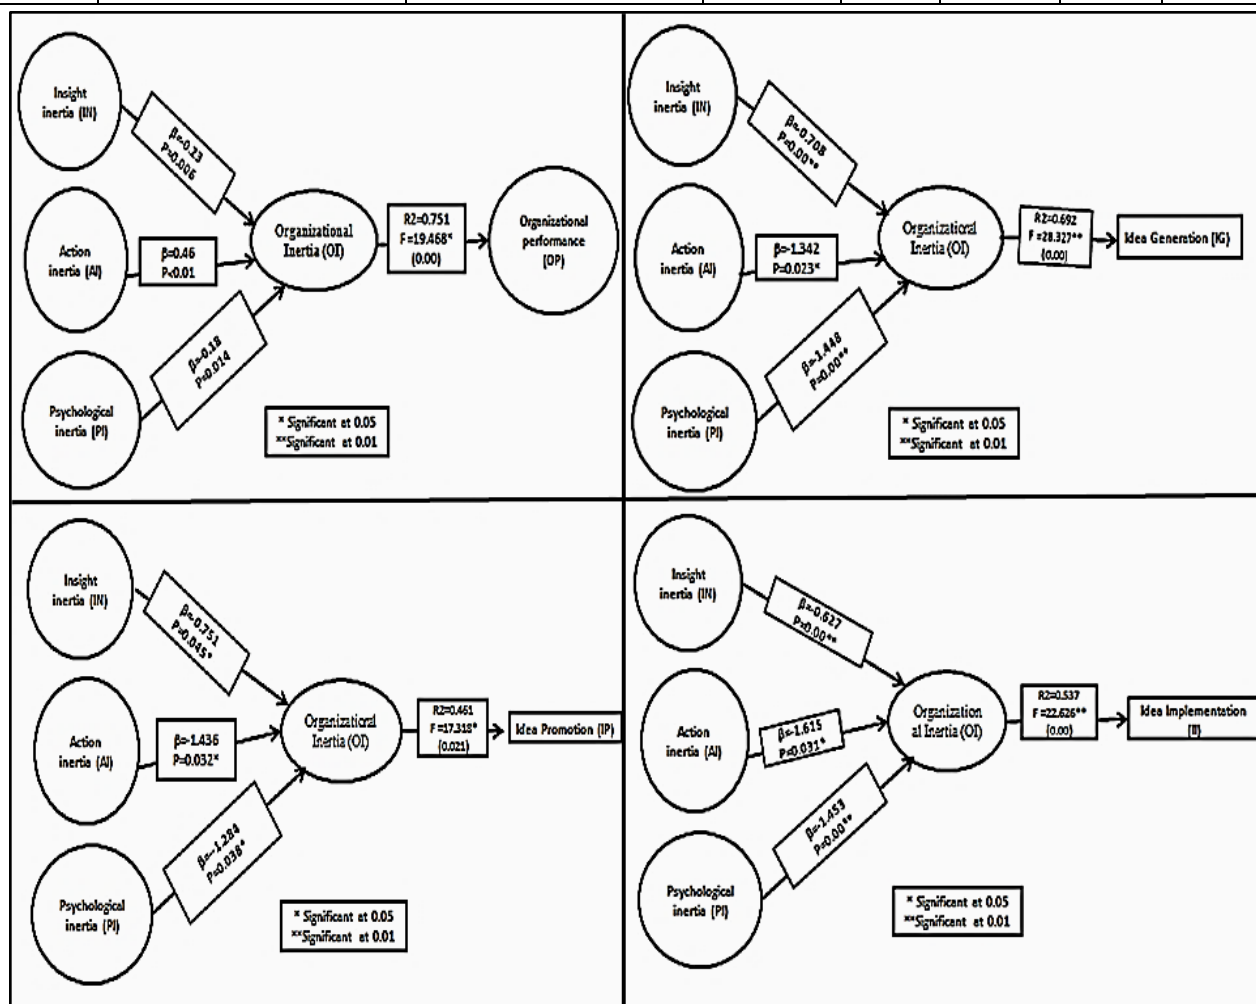 Insight
inertia (IN)
β=-0.23
P=0.006
Action
inertia (AI)
β=0.46
P<0.01
Psychological
inertia (PI)
β=-0.18
P=0.014
Organizational
Inertia (OI)
R2=0.751
F =19.468*
(0.00)
Organizational
performance
(OP)
* Significant at 0.05
**Significant at 0.01
Insight
inertia (IN)
β=-0.708
P=0.00**
Action
inertia (AI)
β=-1.342
P=0.023*
Psychological
inertia (PI)
β=-1.448
P=0.00**
Organizational
Inertia (OI)
R2=0.692
F =28.327**
(0.00)
Idea Generation (IG)
* Significant at 0.05
**Significant at 0.01
Insight
inertia (IN)
β=-0.751
P=0.045*
Action
inertia (AI)
β=-1.436
P=0.032*
Psychological
inertia (PI)
β=-1.284
P=0.038*
Organizational
Inertia (OI)
R2=0.461
F =17.318*
(0.021)
Idea Promotion (IP)
* Significant at 0.05
**Significant at 0.01
Insight
inertia (IN)
β=-0.627
P=0.00**
Action
inertia (AI)
β=-1.615
P=0.031*
Psychological
inertia (PI)
β=-1.453
P=0.00**
Organization
al Inertia (OI)
R2=0.537
F =22.626**
(0.00)
Idea Implementation
(II)
* Significant at 0.05
**Significant at 0.01